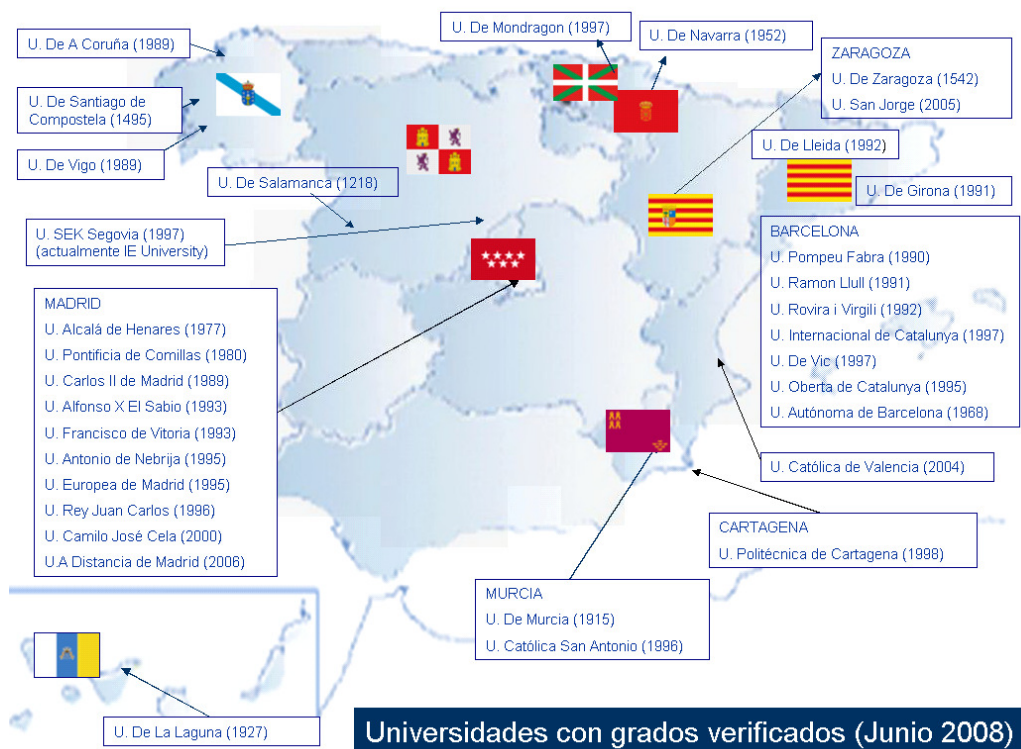 U. De A Coruña (1989)
U. De Mondragon (1997)
U. De Navarra (1952)
ZARAGOZA
U. De Zaragoza (1542)
U. San Jorge (2005)
U. De Santiago de
Compostela (1495)
U. De Vigo (1989)
U. De Lleida (1992)
U. De Salamanca (1218)
U. De Girona (1991)
U. SEK Segovia (1997)
(actualmente IE University)
BARCELONA
U. Pompeu Fabra (1990)
U. Ramon Llull (1991)
U. Rovira i Virgili (1992)
U. Internacional de Catalunya (1997)
U. De Vic (1997)
U. Oberta de Catalunya (1995)
U. Autónoma de Barcelona (1968)
MADRID
U. Alcalá de Henares (1977)
U. Pontificia de Comillas (1980)
U. Carlos II de Madrid (1989)
U. Alfonso X El Sabio (1993)
U. Francisco de Vitoria (1993)
U. Antonio de Nebrija (1995)
U. Europea de Madrid (1995)
U. Rey Juan Carlos (1996)
U. Camilo José Cela (2000)
U.A Distancia de Madrid (2006)
U. Católica de Valencia (2004)
CARTAGENA
U. Politécnica de Cartagena (1998)
MURCIA
U. De Murcia (1915)
U. Católica San Antonio (1996)
U. De La Laguna (1927)
Universidades con grados verificados (Junio 2008)